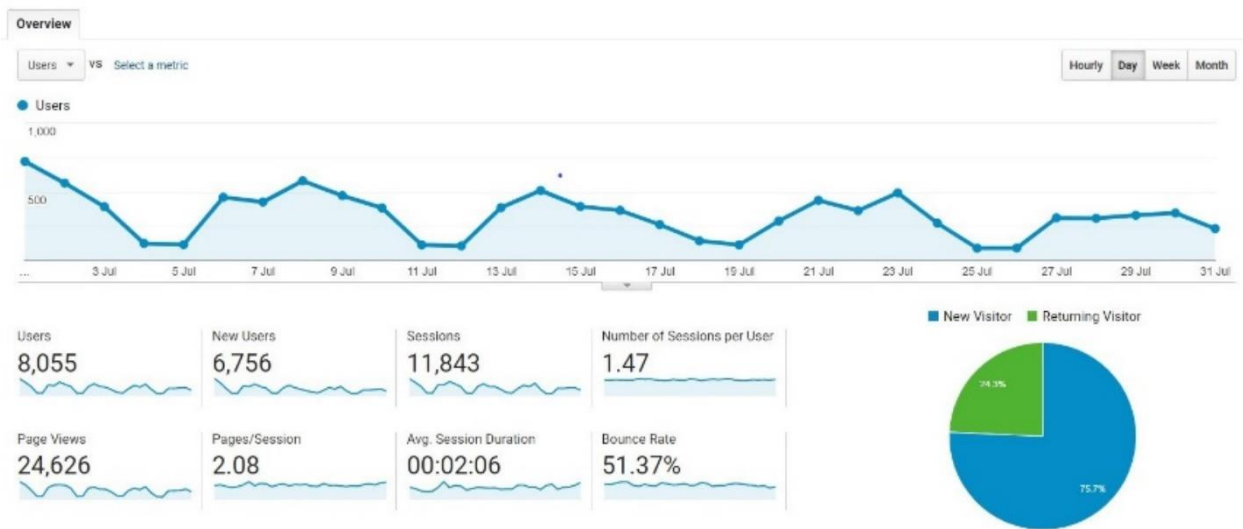 Overview
Users VS Select a metric
Hourly Day Week Month
Users
1,000
500
... 3 Jul 5 Jul 7 Jul 9 Jul 11 Jul 13 Jul 15 Jul 17 Jul 19 Jul 21 Jul 23 Jul 25 Jul 27 Jul 29 Jul 31 Jul
New Visitor Returning Visitor
Users New Users Sessions Number of Sessions per User
8,055 6,756 11,843 1.47
24.3%
Page Views Pages/Session Avg. Session Duration Bounce Rate
24,626 2.08 00:02:06 51.37%
75.7%